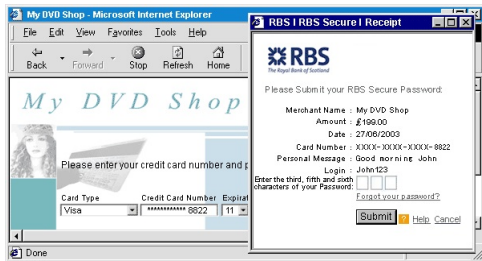 My DVD Shop - Microsoft Internet Explorer
File Edit View Favorites Tools Help
Back Forward Stop Refresh Home
My DVD Shop
Please enter your credit card number and
Card Type Credit Card Number
Visa ************ 8822 11
Done
RBS I RBS Secure I Receipt
RBS
The Royal Bank of Scotland
Please Submit your RBS Secure Password:
Merchant Name : My DVD Shop
Amount : £199.00
Date : 27/06/2003
Card Number : XXXX-XXXX-XXXX-8822
Personal Message : Good morning John
Login : John123
Enter the third, fifth and sixth
characters of your Password:
Forgot your password?
Submit ? Help Cancel